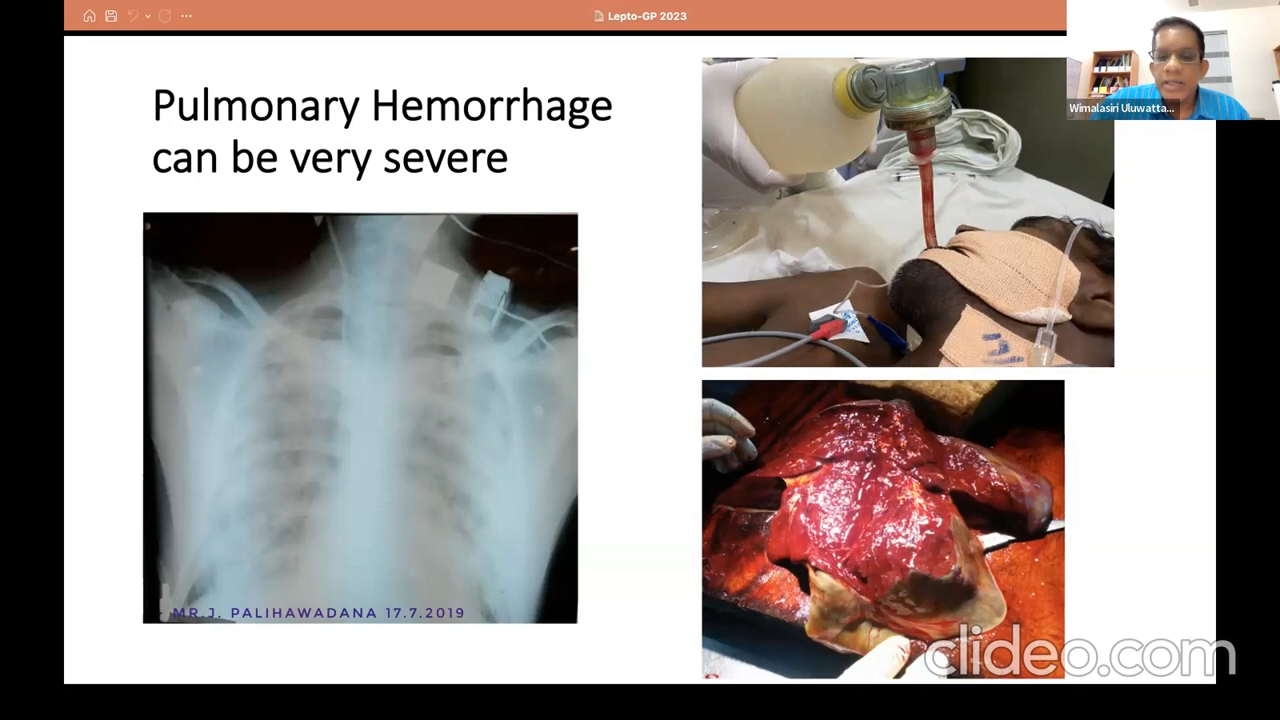 Lepto-GP 2023
Wimalasiri Uluwatta...
Pulmonary Hemorrhage
can be very severe
MR.J. PALIHAWADANA 17.7.2019
clideo.com